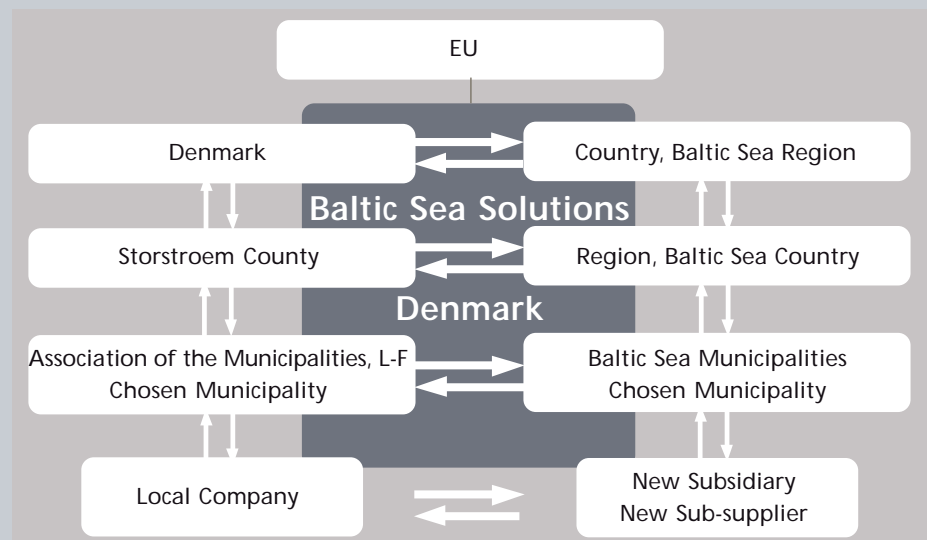 EU
Denmark
Country, Baltic Sea Region
Baltic Sea Solutions
Storstroem County
Region, Baltic Sea Country
Denmark
Association of the Municipalities, L-F
Chosen Municipality
Baltic Sea Municipalities
Chosen Municipality
Local Company
New Subsidiary
New Sub-supplier